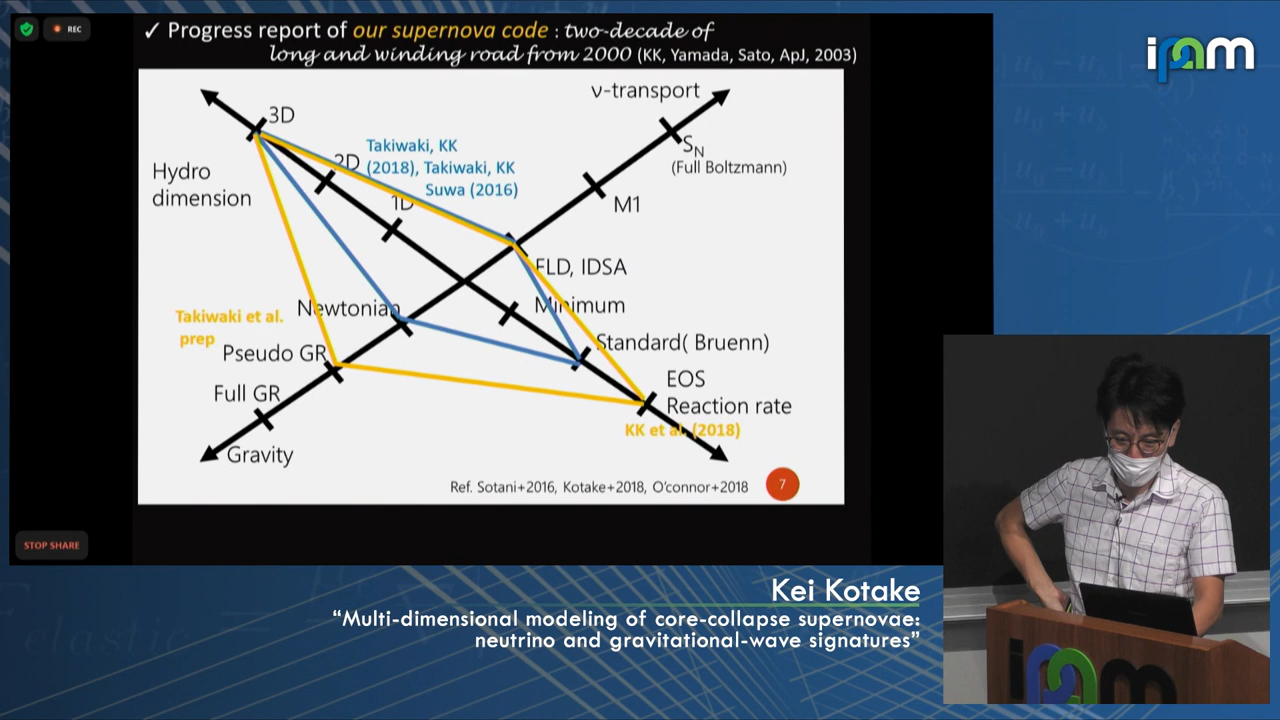 REC
✓ Progress report of our supernova code : two-decade of
long and winding road from 2000 (KK, Yamada, Sato, ApJ, 2003)
ipam
ν-transport
3D
Takiwaki, KK
(2018), Takiwaki, KK
Suwa (2016)
2D
S_N
(Full Boltzmann)
Hydro
dimension
1D
M1
FLD, IDSA
Newtonian
Minimum
Takiwaki et al.
prep
Standard( Bruenn)
Pseudo GR
EOS
Full GR
Reaction rate
KK et al. (2018)
Gravity
Ref. Sotani+2016, Kotake+2018, O'connor+2018
7
STOP SHARE
Kei Kotake
“Multi-dimensional modeling of core-collapse supernovae:
neutrino and gravitational-wave signatures”
elastic
ipam